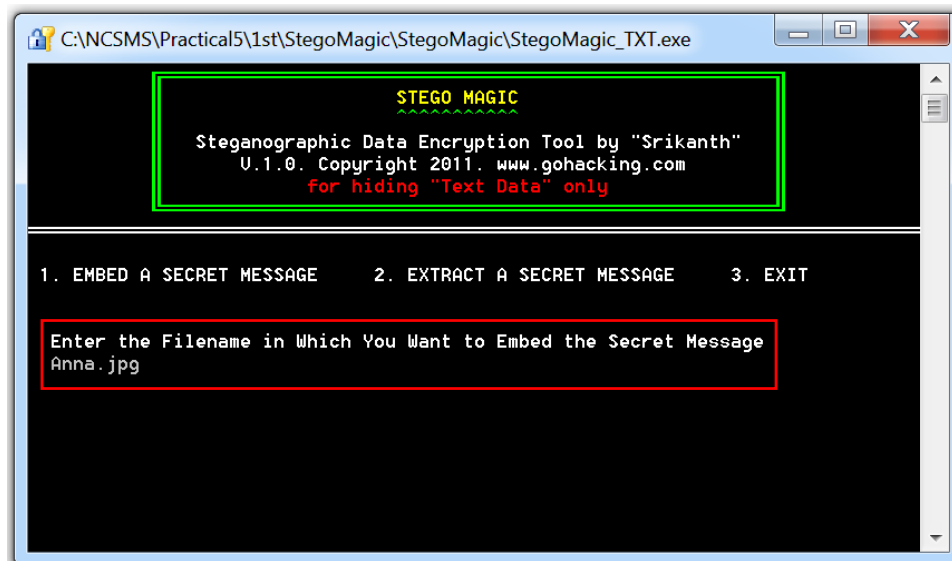 C:\NCSMS\Practical5\1st\StegoMagic\StegoMagic\StegoMagic_TXT.exe
STEGO MAGIC
^^^^^^^^^^^
Steganographic Data Encryption Tool by "Srikanth"
V.1.0. Copyright 2011. www.gohacking.com
for hiding "Text Data" only
1. EMBED A SECRET MESSAGE 2. EXTRACT A SECRET MESSAGE 3. EXIT
Enter the Filename in Which You Want to Embed the Secret Message
Anna.jpg